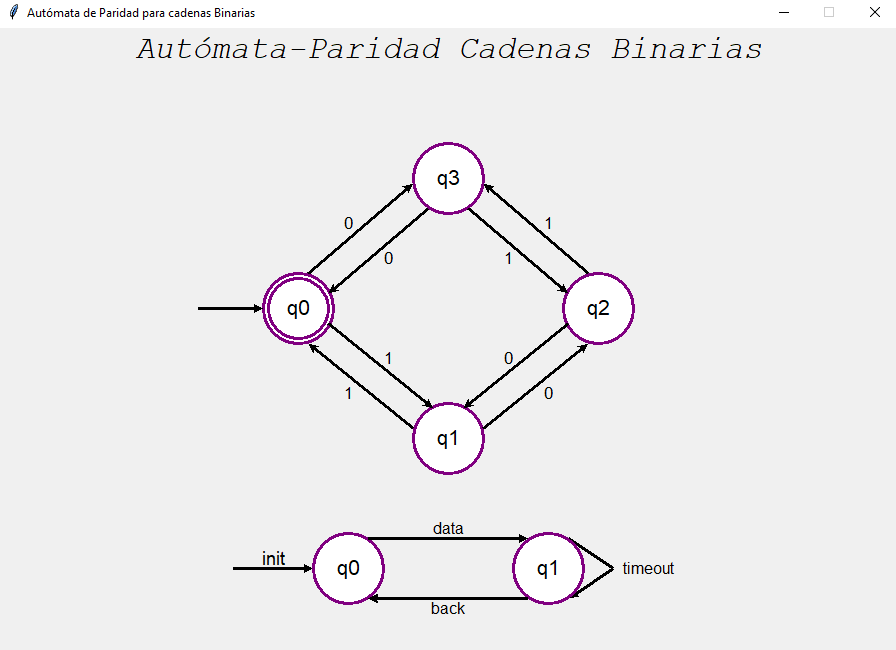 Autómata de Paridad para cadenas Binarias
Autómata-Paridad Cadenas Binarias
q3
0
1
0
1
q0
q2
1
0
1
0
q1
data
init
q0
q1
timeout
back